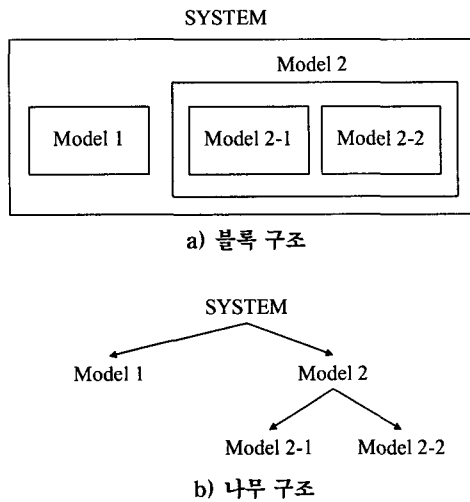 SYSTEM
Model 2
Model 1
Model 2-1
Model 2-2
a) 블록 구조
SYSTEM
Model 1
Model 2
Model 2-1
Model 2-2
b) 나무 구조